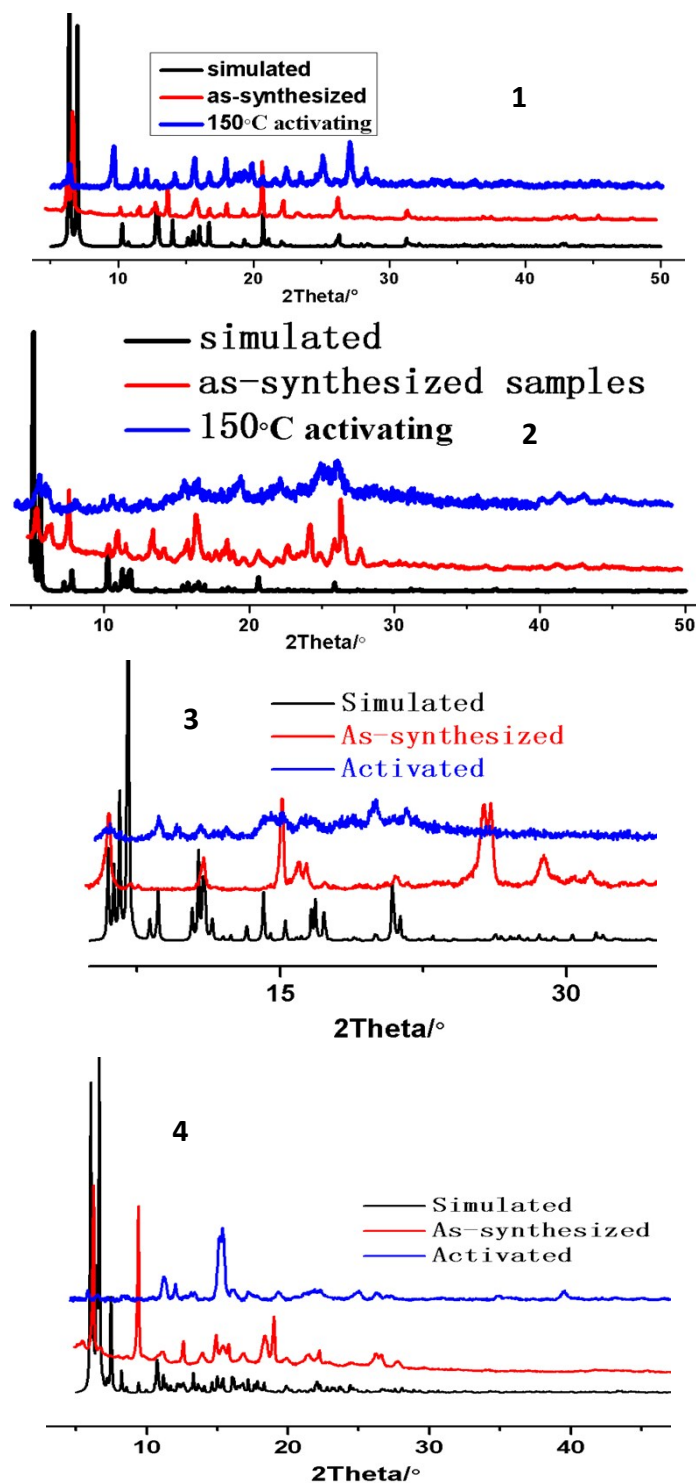 simulated
as-synthesized
150°C activating
1
10 20 30 40 50
2Theta/°
simulated
as-synthesized samples
150°C activating
2
10 20 30 40 50
2Theta/°
3
Simulated
As-synthesized
Activated
15 30
2Theta/°
4
Simulated
As-synthesized
Activated
10 20 30 40
2Theta/°